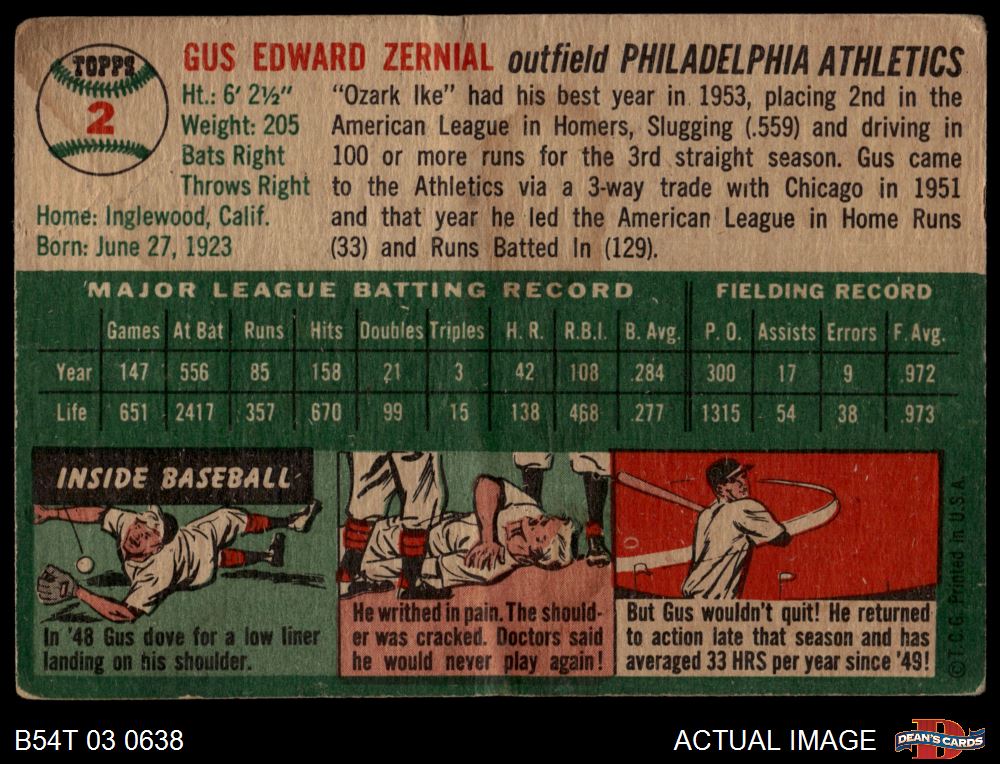 TOPPS
2
GUS EDWARD ZERNIAL outfield PHILADELPHIA ATHLETICS
Ht.: 6' 2½"
Weight: 205
Bats Right
Throws Right
Home: Inglewood, Calif.
Born: June 27, 1923
"Ozark Ike" had his best year in 1953, placing 2nd in the
American League in Homers, Slugging (.559) and driving in
100 or more runs for the 3rd straight season. Gus came
to the Athletics via a 3-way trade with Chicago in 1951
and that year he led the American League in Home Runs
(33) and Runs Batted In (129).
MAJOR LEAGUE BATTING RECORD FIELDING RECORD
Games At Bat Runs Hits Doubles Triples H. R. R.B.I. B. Avg. P. O. Assists Errors F. Avg.
Year 147 556 85 158 21 3 42 108 .284 300 17 9 .972
Life 651 2417 357 670 99 15 138 468 .277 1315 54 38 .973
INSIDE BASEBALL
In '48 Gus dove for a low liner
landing on his shoulder.
He writhed in pain. The should-
er was cracked. Doctors said
he would never play again!
But Gus wouldn't quit! He returned
to action late that season and has
averaged 33 HRS per year since '49!
© T.C.G. Printed in U.S.A.
B54T 03 0638
ACTUAL IMAGE
DEAN'S CARDS